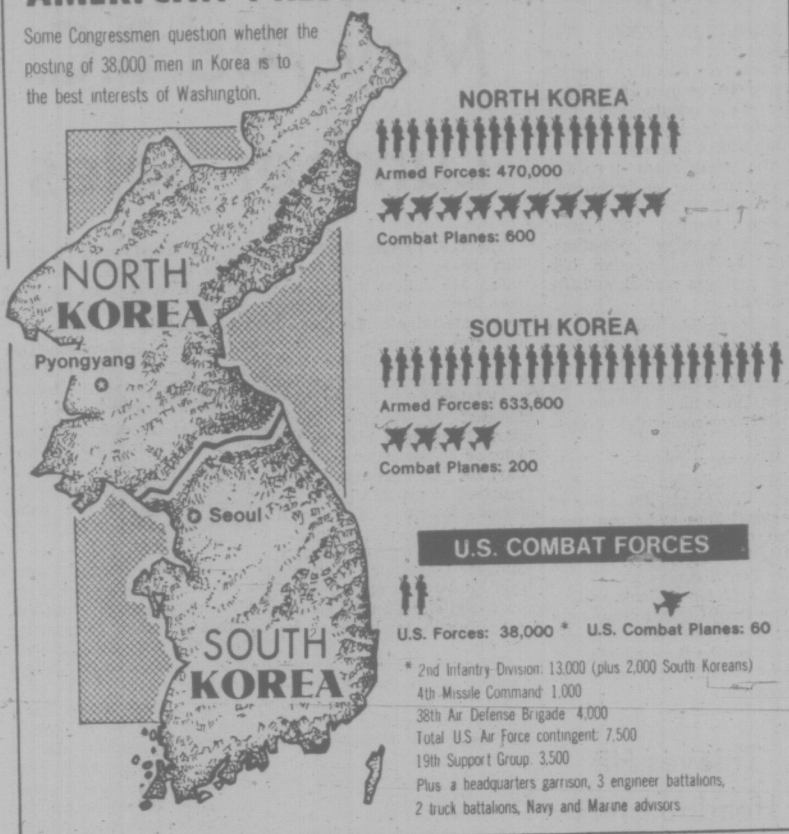 Some Congressmen question whether the
posting of 38,000 men in Korea is to
the best interests of Washington.
NORTH KOREA
Armed Forces: 470,000
Combat Planes: 600
NORTH
KOREA
Pyongyang
SOUTH KOREA
Armed Forces: 633,600
Combat Planes: 200
Seoul
SOUTH
KOREA
U.S. COMBAT FORCES
U.S. Forces: 38,000 * U.S. Combat Planes: 60
* 2nd Infantry Division: 13,000 (plus 2,000 South Koreans)
4th Missile Command 1,000
38th Air Defense Brigade 4,000
Total U.S. Air Force contingent: 7,500
19th Support Group. 3,500
Plus a headquarters garrison, 3 engineer battalions,
2 truck battalions, Navy and Marine advisors